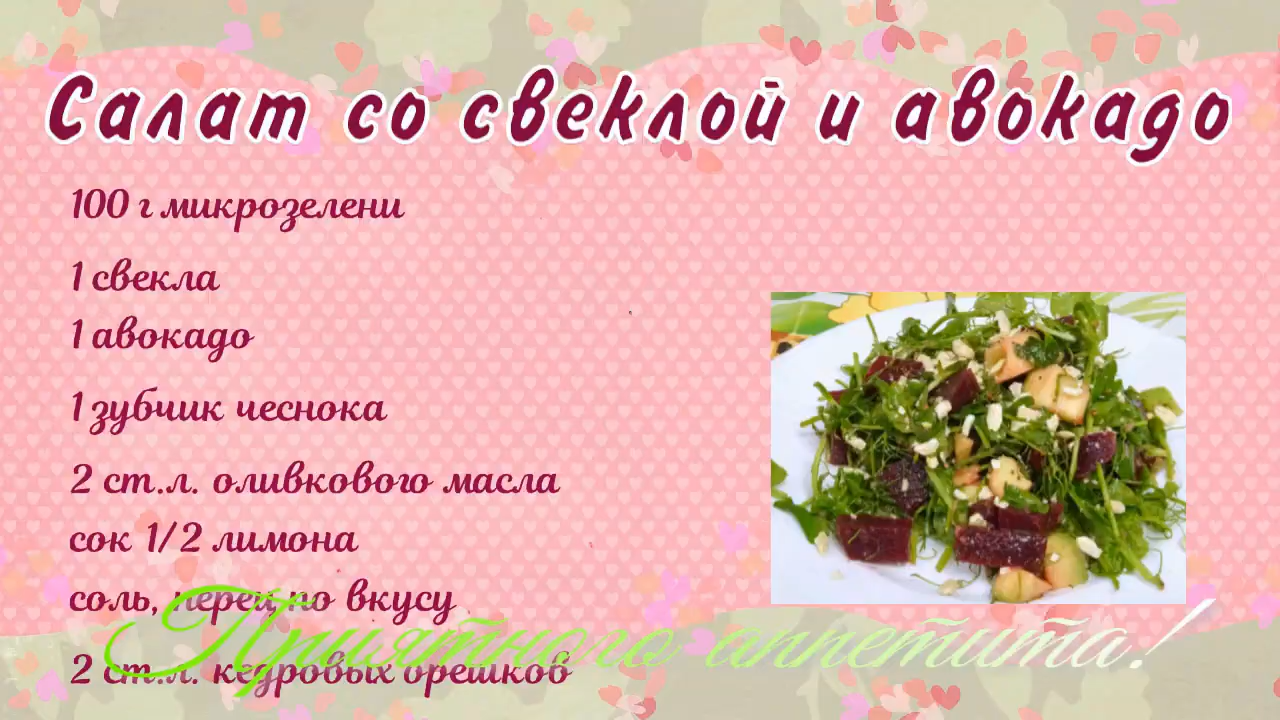 Салат со свеклой и авокадо
100 г микрозелени
1 свекла
1 авокадо
1 зубчик чеснока
2 ст.л. оливкового масла
сок 1/2 лимона
соль, перец по вкусу
Приятного аппетита!
2 ст.л. кедровых орешков